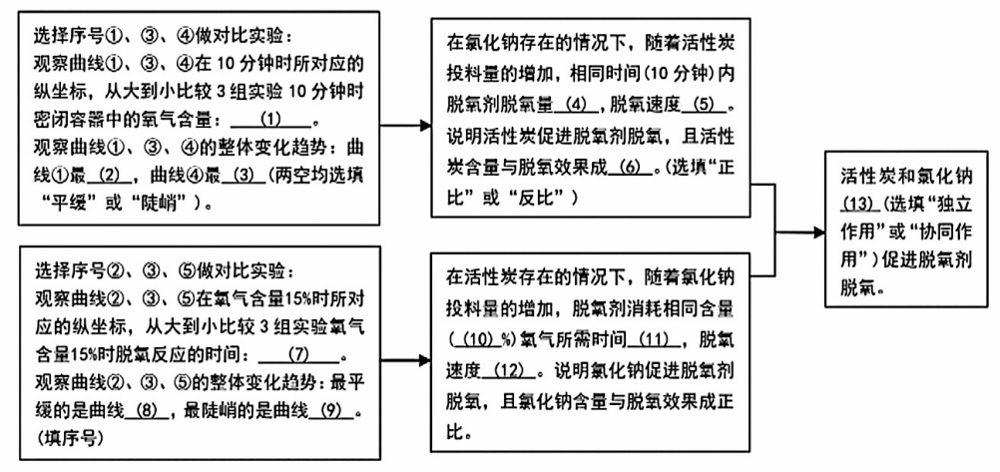 选择序号①、③、④做对比实验:
观察曲线①、③、④在10分钟时所对应的
纵坐标，从大到小比较3组实验10分钟时
密闭容器中的氧气含量: (1) 。
观察曲线①、③、④的整体变化趋势: 曲
线①最 (2) ，曲线④最 (3) (两空均选填
“平缓”或“陡峭”)。
在氯化钠存在的情况下，随着活性炭
投料量的增加，相同时间(10分钟)内
脱氧剂脱氧量 (4) ,脱氧速度 (5) 。
说明活性炭促进脱氧剂脱氧，且活性
炭含量与脱氧效果成 (6) 。(选填“正
比”或“反比”)
选择序号②、③、⑤做对比实验:
观察曲线②、③、⑤在氧气含量15%时所对
应的纵坐标，从大到小比较3组实验氧气
含量15%时脱氧反应的时间: (7) 。
观察曲线②、③、⑤的整体变化趋势:最平
缓的是曲线 (8) ，最陡峭的是曲线 (9) 。
(填序号)
在活性炭存在的情况下，随着氯化钠
投料量的增加，脱氧剂消耗相同含量
( (10) %)氧气所需时间 (11) ，脱氧
速度 (12) 。说明氯化钠促进脱氧剂
脱氧，且氯化钠含量与脱氧效果成正
比。
活性炭和氯化钠
(13) (选填“独立
作用”或“协同作
用”)促进脱氧剂
脱氧。